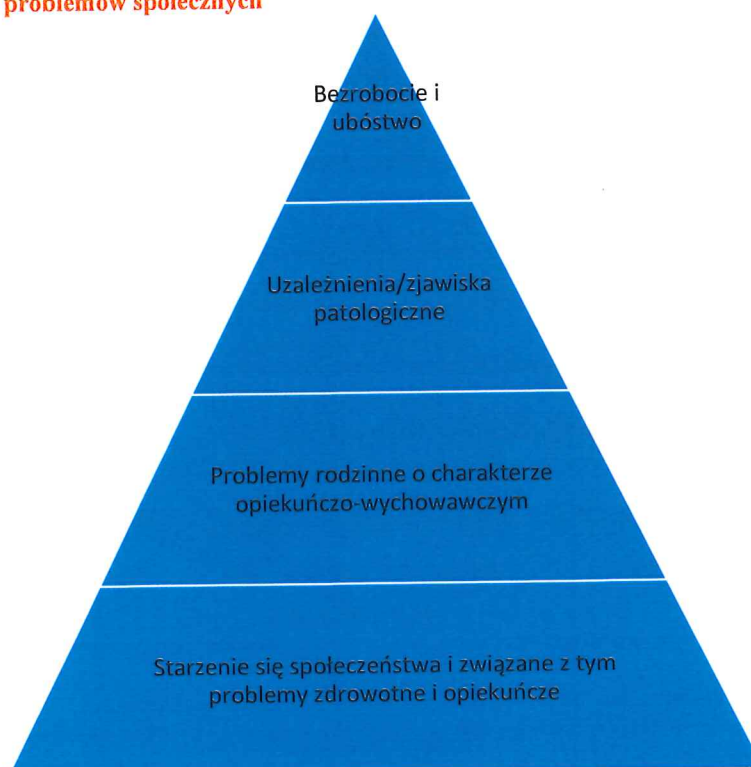 problemów społecznych
Bezrobocie i
ubóstwo
Uzależnienia/zjawiska
patologiczne
Problemy rodzinne o charakterze
opiekuńczo-wychowawczym
Starzenie się społeczeństwa i związane z tym
problemy zdrowotne i opiekuńcze